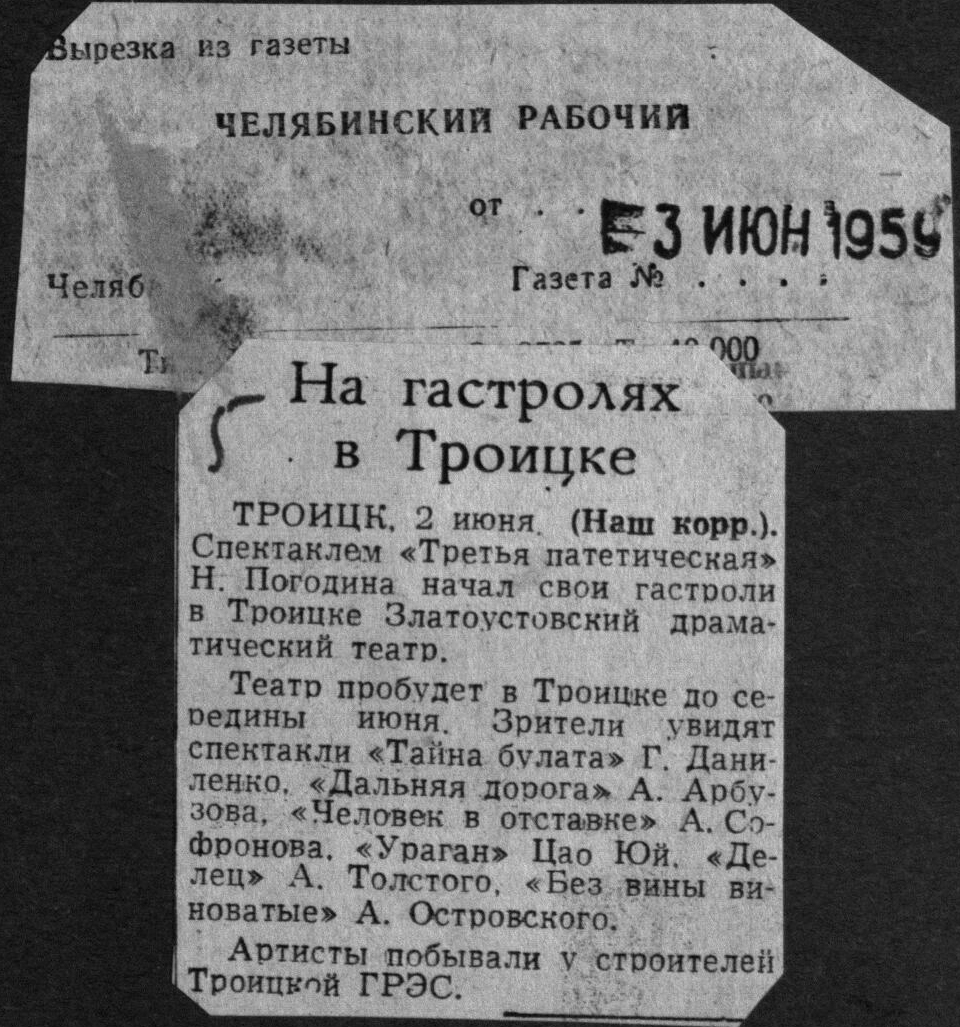 Вырезка из газеты
ЧЕЛЯБИНСКИЙ РАБОЧИЙ
от . .
3 ИЮН 1959
Челяб
Газета № . . . .
000
На гастролях
в Троицке
ТРОИЦК, 2 июня. (Наш корр.).
Спектаклем «Третья патетическая»
Н. Погодина начал свои гастроли
в Троицке Златоустовский драма-
тический театр.
Театр пробудет в Троицке до се-
редины июня. Зрители увидят
спектакли «Тайна булата» Г. Дани-
ленко, «Дальняя дорога» А. Арбу-
зова, «Человек в отставке» А. Со-
фронова, «Ураган» Цао Юй, «Де-
лец» А. Толстого, «Без вины ви-
новатые» А. Островского.
Артисты побывали у строителей
Троицкой ГРЭС.